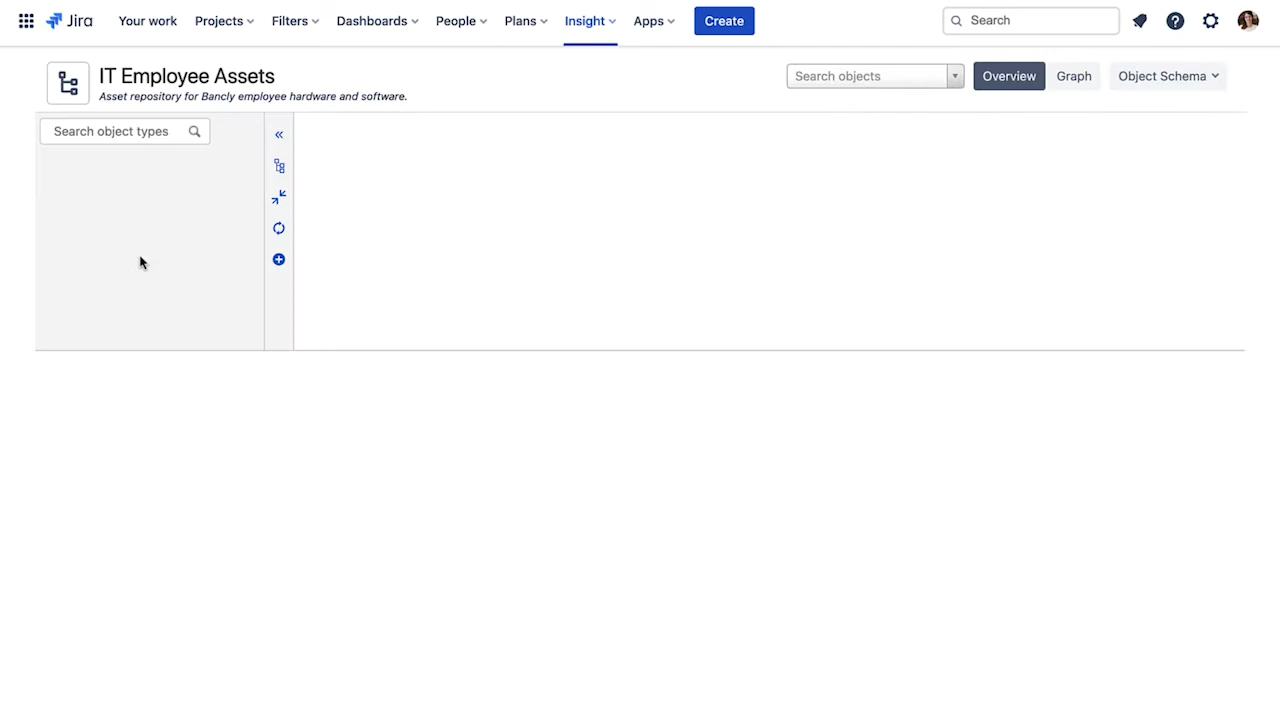 Jira Your work Projects Filters Dashboards People Plans Insight Apps Create Search
IT Employee Assets
Asset repository for Bancly employee hardware and software.
Search objects Overview Graph Object Schema
Search object types